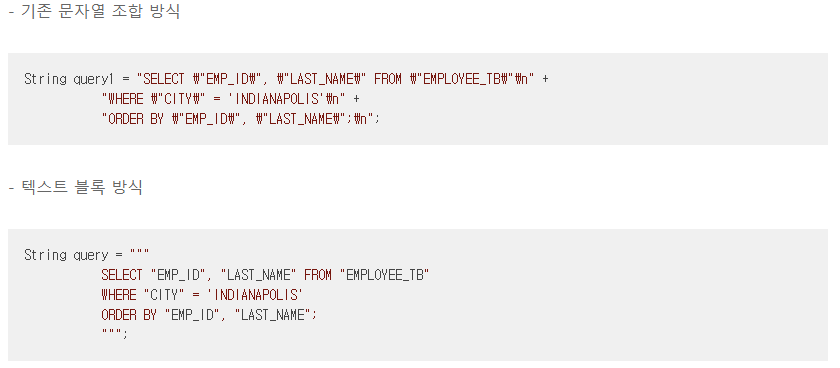 - 기존 문자열 조합 방식
String query1 = "SELECT ₩"EMP_ID₩", ₩"LAST_NAME₩" FROM ₩"EMPLOYEE_TB₩"₩n" +
"WHERE ₩"CITY₩" = 'INDIANAPOLIS'₩n" +
"ORDER BY ₩"EMP_ID₩", ₩"LAST_NAME₩";₩n";
- 텍스트 블록 방식
String query = """
SELECT "EMP_ID", "LAST_NAME" FROM "EMPLOYEE_TB"
WHERE "CITY" = 'INDIANAPOLIS'
ORDER BY "EMP_ID", "LAST_NAME";
""";